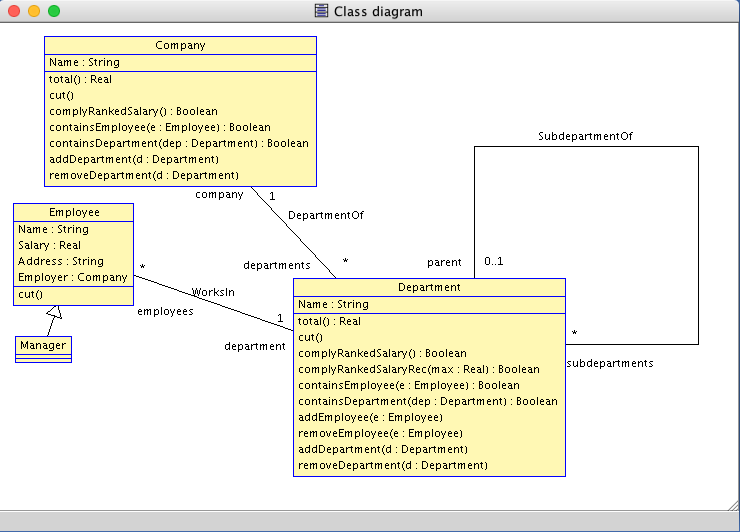 Class diagram
Company
Name : String
total() : Real
cut()
complyRankedSalary() : Boolean
containsEmployee(e : Employee) : Boolean
containsDepartment(dep : Department) : Boolean
addDepartment(d : Department)
removeDepartment(d : Department)
company
1
DepartmentOf
departments
*
SubdepartmentOf
parent
0..1
*
subdepartments
Employee
Name : String
Salary : Real
Address : String
Employer : Company
cut()
*
employees
WorksIn
1
department
Manager
Department
Name : String
total() : Real
cut()
complyRankedSalary() : Boolean
complyRankedSalaryRec(max : Real) : Boolean
containsEmployee(e : Employee) : Boolean
containsDepartment(dep : Department) : Boolean
addEmployee(e : Employee)
removeEmployee(e : Employee)
addDepartment(d : Department)
removeDepartment(d : Department)